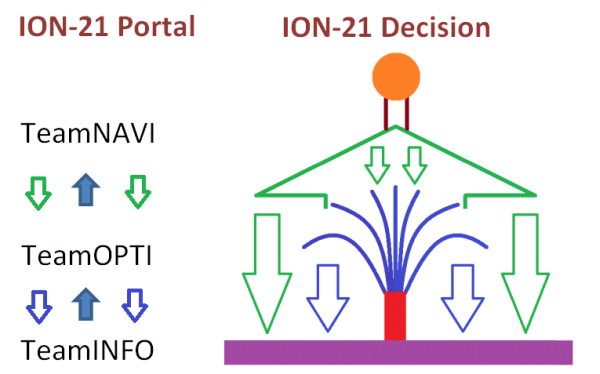 ION-21 Portal
ION-21 Decision
TeamNAVI
TeamOPTI
TeamINFO